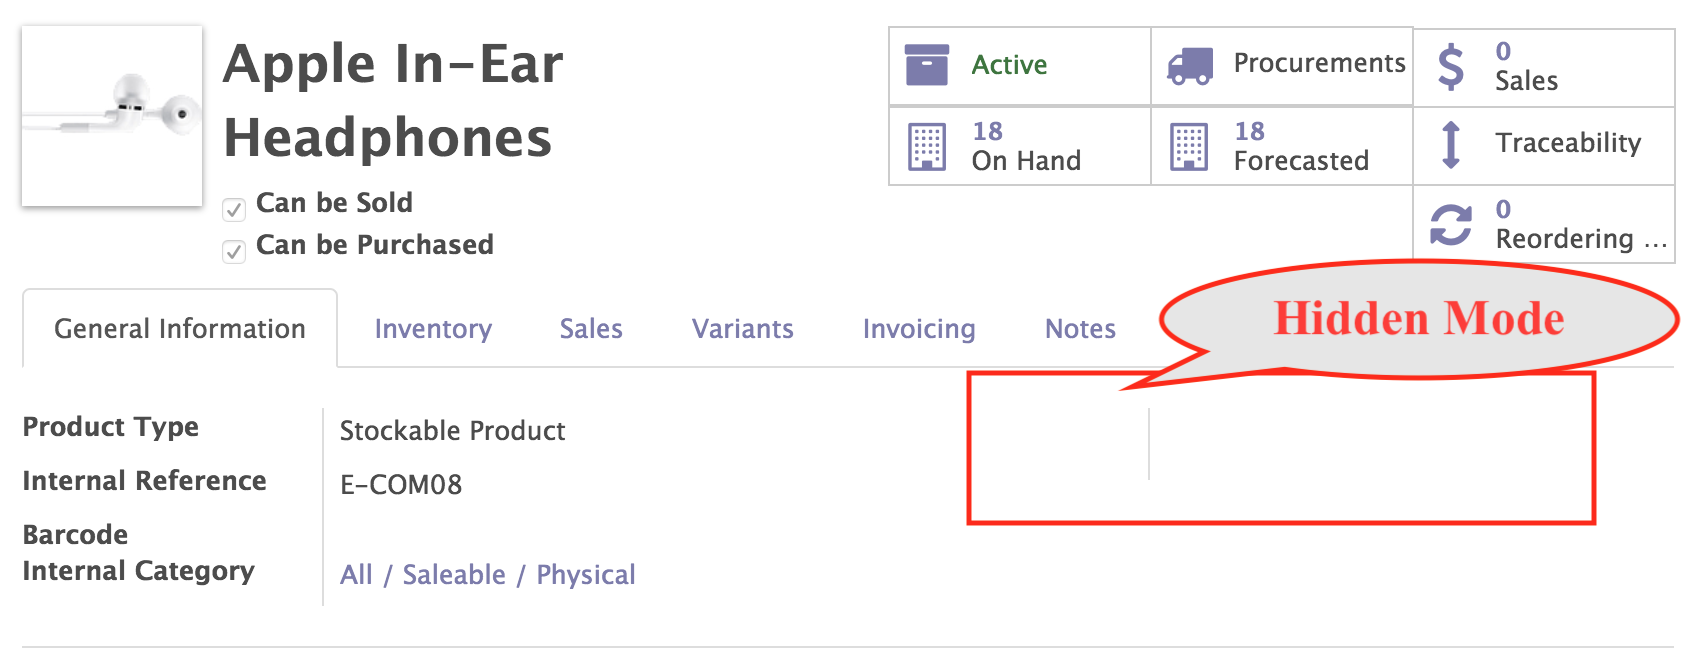 Apple In-Ear
Headphones
Can be Sold
Can be Purchased
Active
Procurements
0
Sales
18
On Hand
18
Forecasted
Traceability
0
Reordering ...
Hidden Mode
General Information
Inventory
Sales
Variants
Invoicing
Notes
Product Type
Stockable Product
Internal Reference
E-COM08
Barcode
Internal Category
All / Saleable / Physical